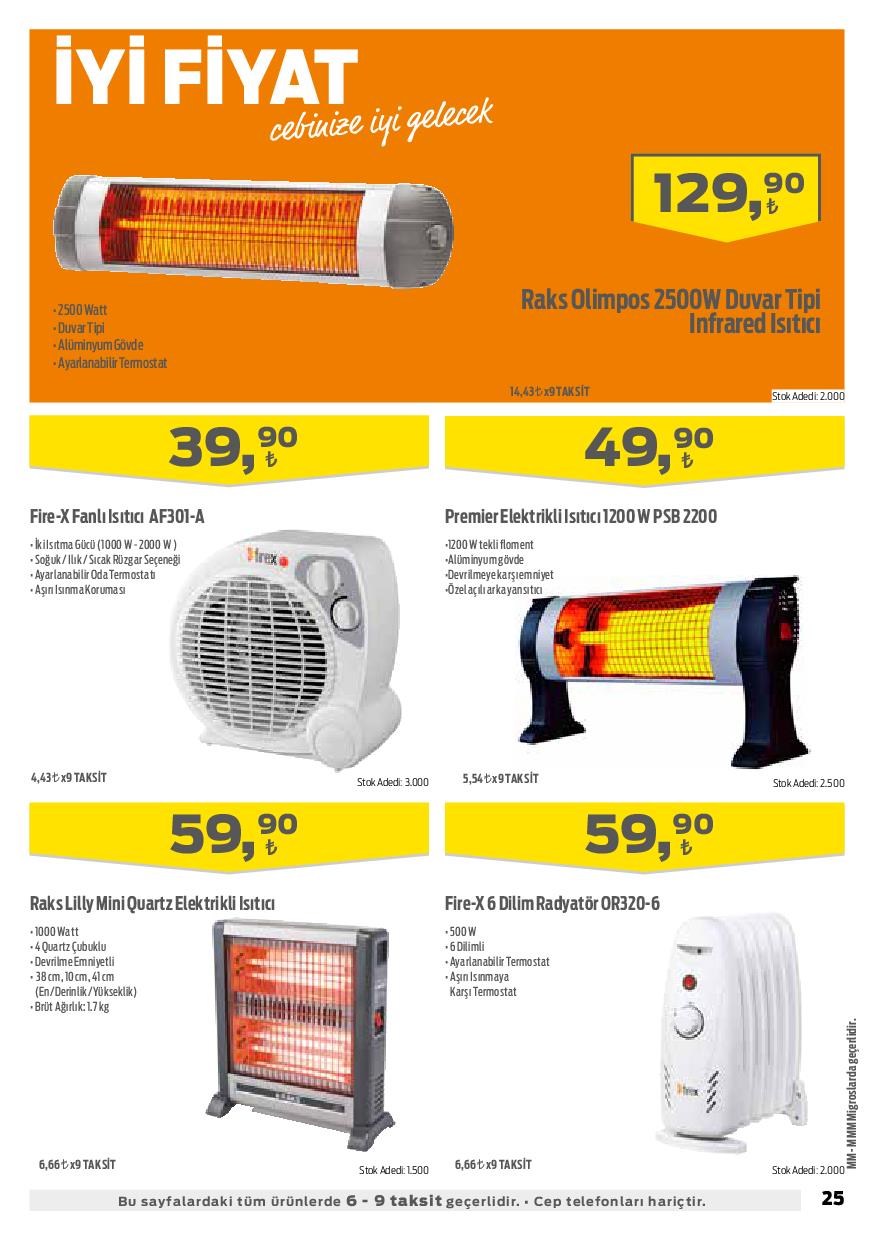 İYİ FİYAT
cebinize iyi gelecek
129,90 ₺
Raks Olimpos 2500W Duvar Tipi
Infrared Isıtıcı
• 2500 Watt
• Duvar Tipi
• Alüminyum Gövde
• Ayarlanabilir Termostat
14,43₺x9 TAKSİT
Stok Adedi: 2.000
39,90 ₺
Fire-X Fanlı Isıtıcı AF301-A
• İki Isıtma Gücü (1000 W - 2000 W )
• Soğuk / Ilık / Sıcak Rüzgar Seçeneği
• Ayarlanabilir Oda Termostatı
• Aşırı Isınma Koruması
firex
4,43₺x9 TAKSİT
Stok Adedi: 3.000
49,90 ₺
Premier Elektrikli Isıtıcı 1200 W PSB 2200
•1200 W tekli floment
•Alüminyum gövde
•Devrilmeye karşı emniyet
•Özel açılı arka yansıtıcı
5,54₺x9 TAKSİT
Stok Adedi: 2.500
59,90 ₺
Raks Lilly Mini Quartz Elektrikli Isıtıcı
• 1000 Watt
• 4 Quartz Çubuklu
• Devrilme Emniyetli
• 38 cm, 10 cm, 41 cm
(En/Derinlik/Yükseklik)
• Brüt Ağırlık: 1.7 kg
RAKS
6,66₺x9 TAKSİT
Stok Adedi: 1.500
59,90 ₺
Fire-X 6 Dilim Radyatör OR320-6
• 500 W
• 6 Dilimli
• Ayarlanabilir Termostat
• Aşırı Isınmaya
Karşı Termostat
firex
6,66₺x9 TAKSİT
Stok Adedi: 2.000
MM - MMM Migroslarda geçerlidir.
Bu sayfalardaki tüm ürünlerde 6 - 9 taksit geçerlidir. • Cep telefonları hariçtir.
25